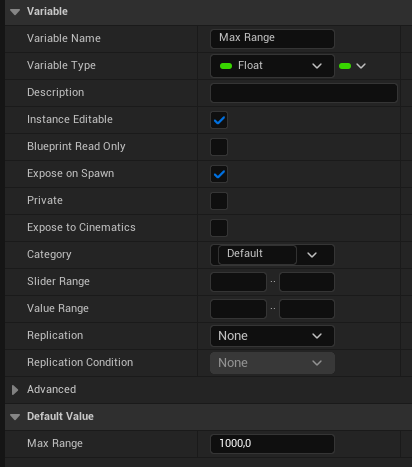 Variable
Variable Name Max Range
Variable Type Float
Description
Instance Editable
Blueprint Read Only
Expose on Spawn
Private
Expose to Cinematics
Category Default
Slider Range ..
Value Range ..
Replication None
Replication Condition None
Advanced
Default Value
Max Range 1000,0